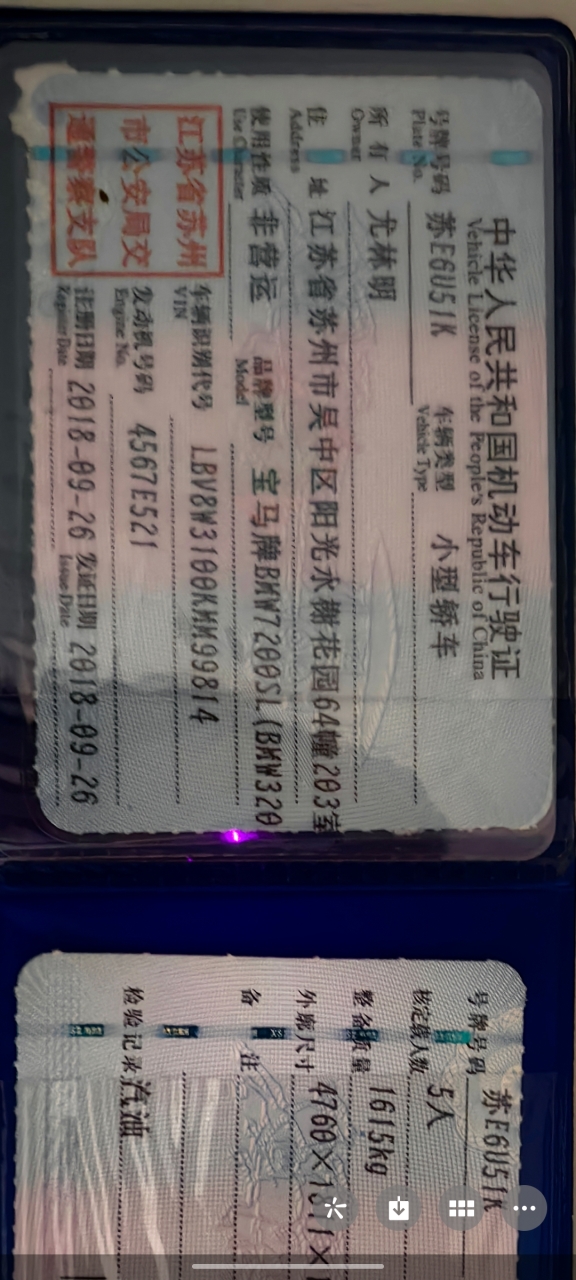 中华人民共和国机动车行驶证
Vehicle License of the People's Republic of China
号牌号码 苏E6U51K 车辆类型 小型轿车
Plate No. Vehicle Type
所有人 尤林明
Owner
住址 江苏省苏州市吴中区阳光水榭花园64幢203室
Address
使用性质 非营运 品牌型号 宝马牌BMW7200SL(BMW320
Use Character Model
江苏省苏州
市公安局交
通警察支队
车辆识别代号 LBV8W3100KMM99814
VIN
发动机号码 4567E521
Engine No.
注册日期 2018-09-26 发证日期 2018-09-26
Register Date Issue Date
号牌号码 苏E6U51K
核定载人数 5人
整备质量 1615kg
外廓尺寸
备注
检验记录 汽油